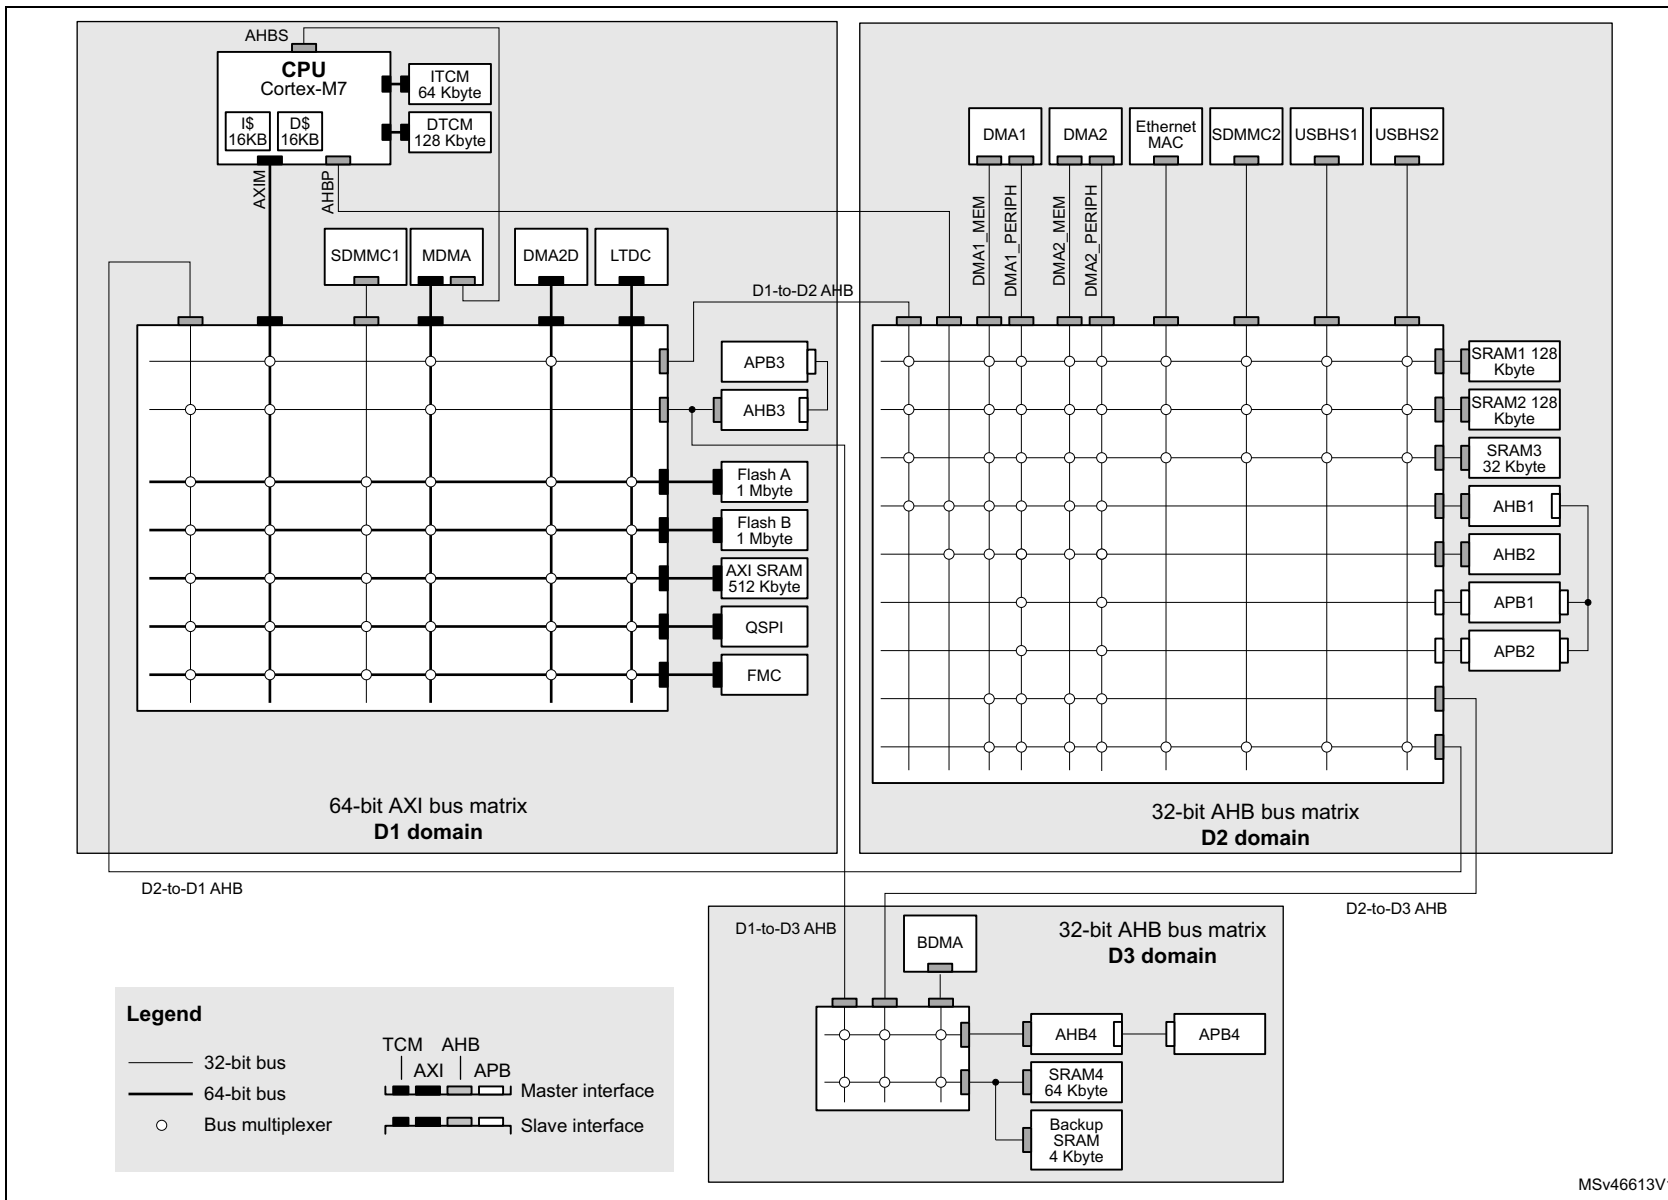 AHBS
CPU
Cortex-M7
I$
16KB
D$
16KB
ITCM
64 Kbyte
DTCM
128 Kbyte
AXIM
AHBP
SDMMC1
MDMA
DMA2D
LTDC
D1-to-D2 AHB
APB3
AHB3
Flash A
1 Mbyte
Flash B
1 Mbyte
AXI SRAM
512 Kbyte
QSPI
FMC
64-bit AXI bus matrix
D1 domain
DMA1
DMA2
Ethernet
MAC
SDMMC2
USBHS1
USBHS2
DMA1_MEM
DMA1_PERIPH
DMA2_MEM
DMA2_PERIPH
SRAM1 128
Kbyte
SRAM2 128
Kbyte
SRAM3
32 Kbyte
AHB1
AHB2
APB1
APB2
32-bit AHB bus matrix
D2 domain
D2-to-D1 AHB
D2-to-D3 AHB
D1-to-D3 AHB
BDMA
32-bit AHB bus matrix
D3 domain
AHB4
APB4
SRAM4
64 Kbyte
Backup
SRAM
4 Kbyte
Legend
32-bit bus
64-bit bus
Bus multiplexer
TCM
AHB
AXI
APB
Master interface
Slave interface